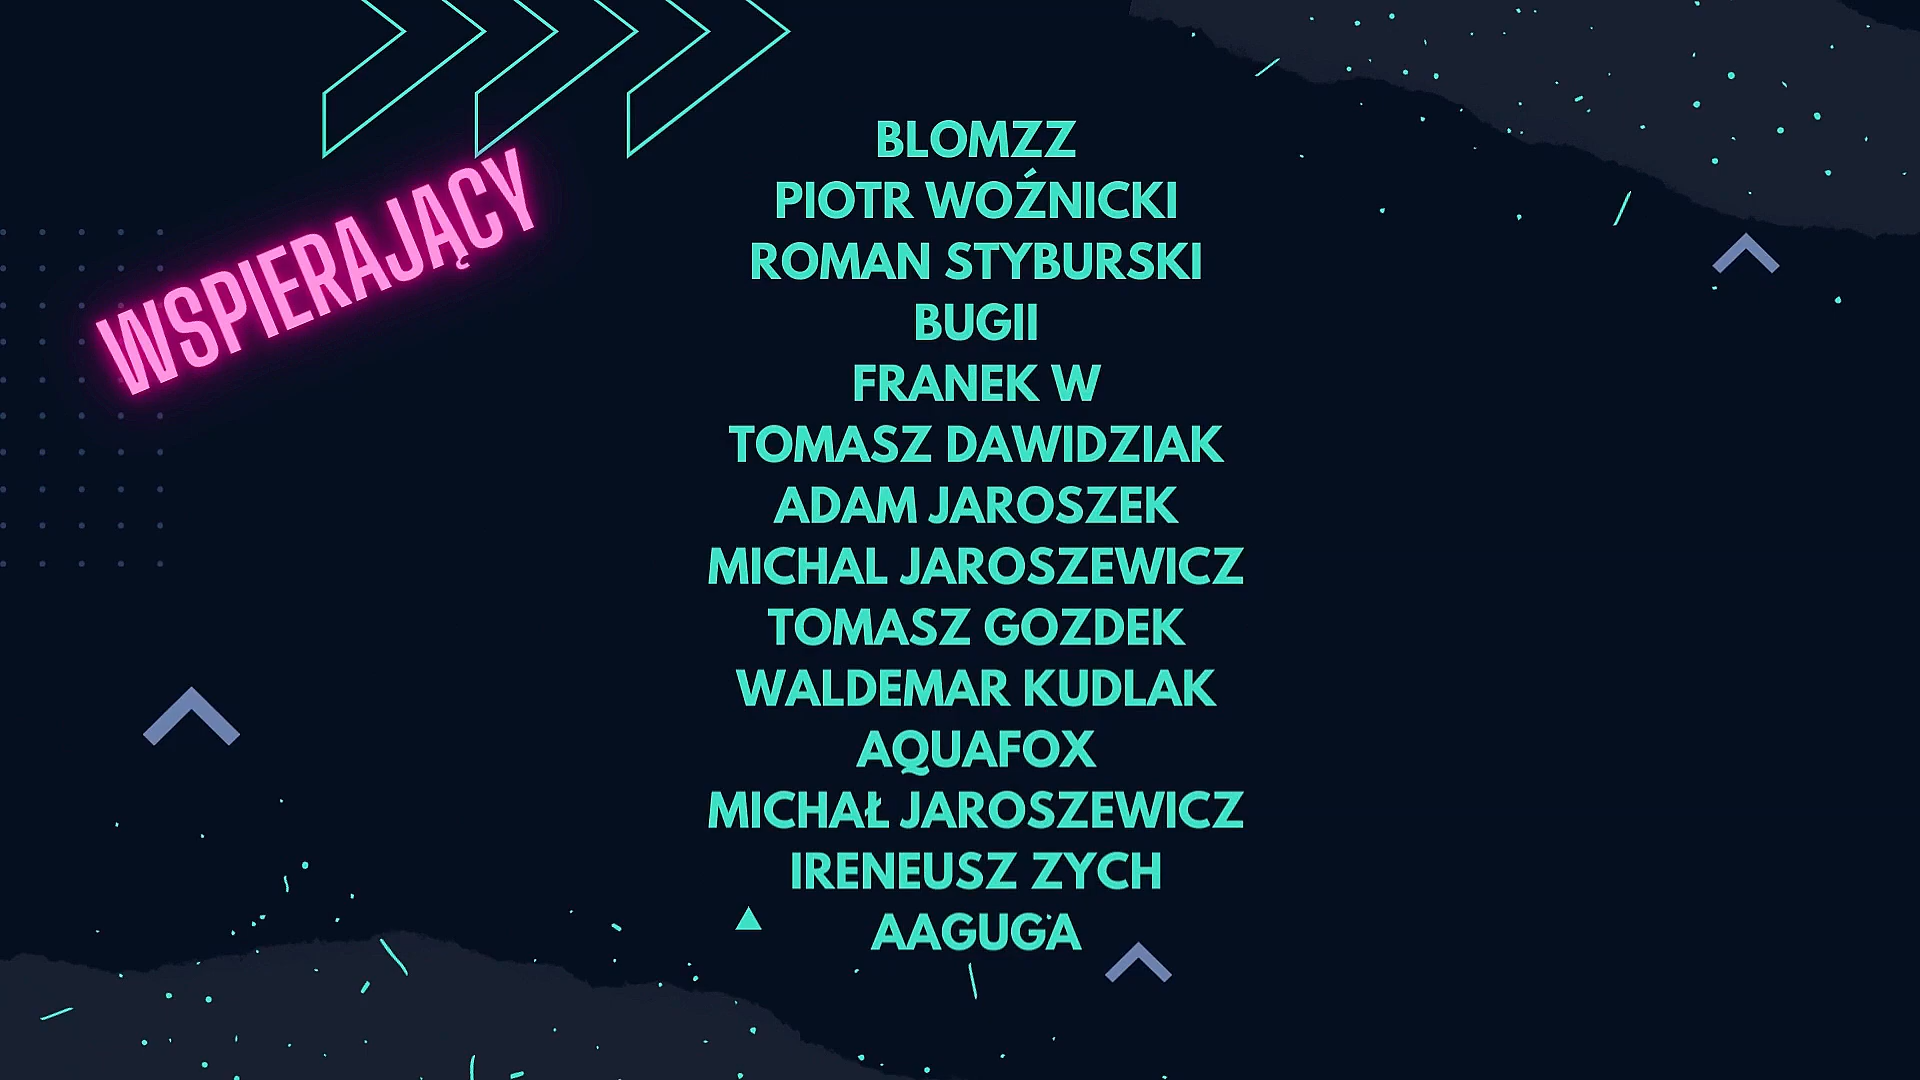 WSPIERAJĄCY
BLOMZZ
PIOTR WOŹNICKI
ROMAN STYBURSKI
BUGII
FRANEK W
TOMASZ DAWIDZIAK
ADAM JAROSZEK
MICHAL JAROSZEWICZ
TOMASZ GOZDEK
WALDEMAR KUDLAK
AQUAFOX
MICHAŁ JAROSZEWICZ
IRENEUSZ ZYCH
AAGUGA